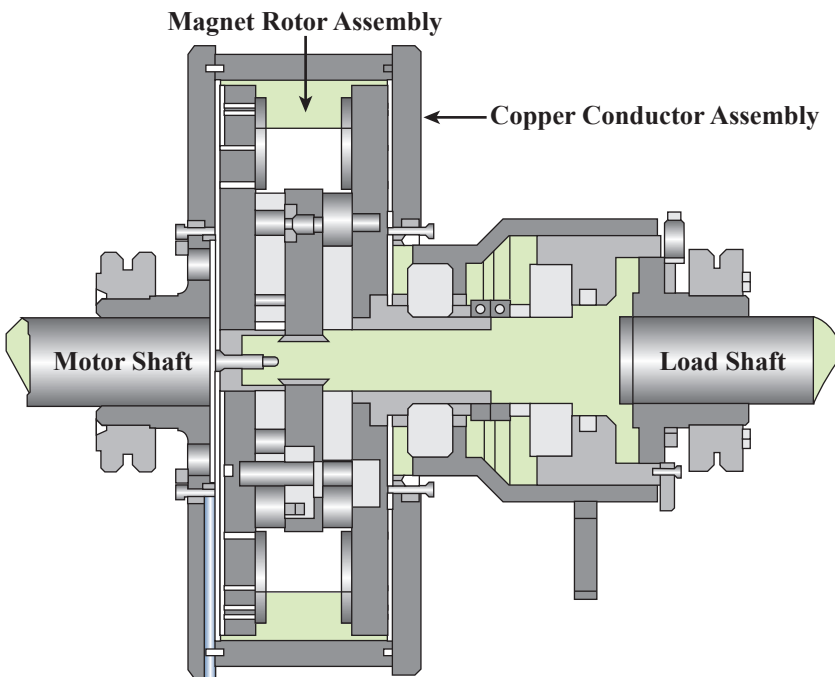 Magnet Rotor Assembly
Copper Conductor Assembly
Motor Shaft
Load Shaft